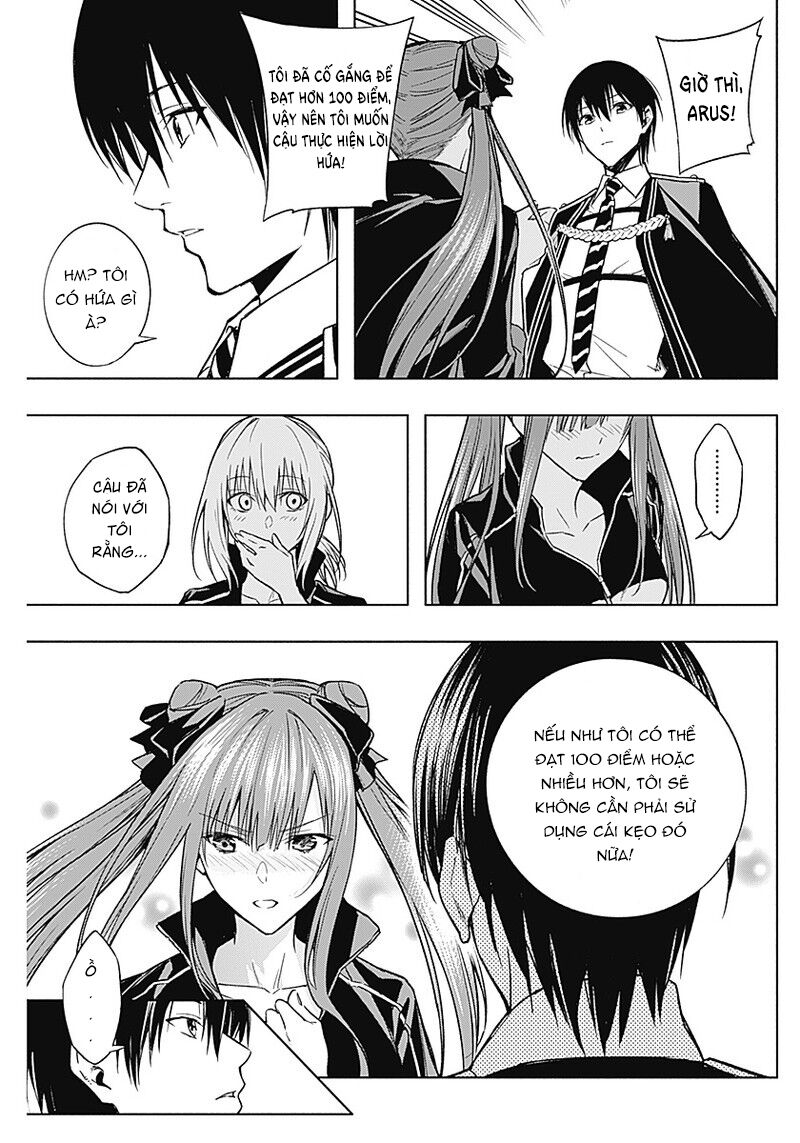 GIỜ THÌ,
ARUS!
TÔI ĐÃ CỐ GẮNG ĐỂ
ĐẠT HƠN 100 ĐIỂM,
VẬY NÊN TÔI MUỐN
CẬU THỰC HIỆN LỜI
HỨA!
HM? TÔI
CÓ HỨA GÌ
À?
.........
CÂU ĐÃ
NÓI VỚI
TÔI
RẰNG...
NẾU NHƯ TÔI CÓ THỂ
ĐẠT 100 ĐIỂM HOẶC
NHIỀU HƠN, TÔI SẼ
KHÔNG CẦN PHẢI SỬ
DỤNG CÁI KẸO ĐÓ
NỮA!
Ồ....